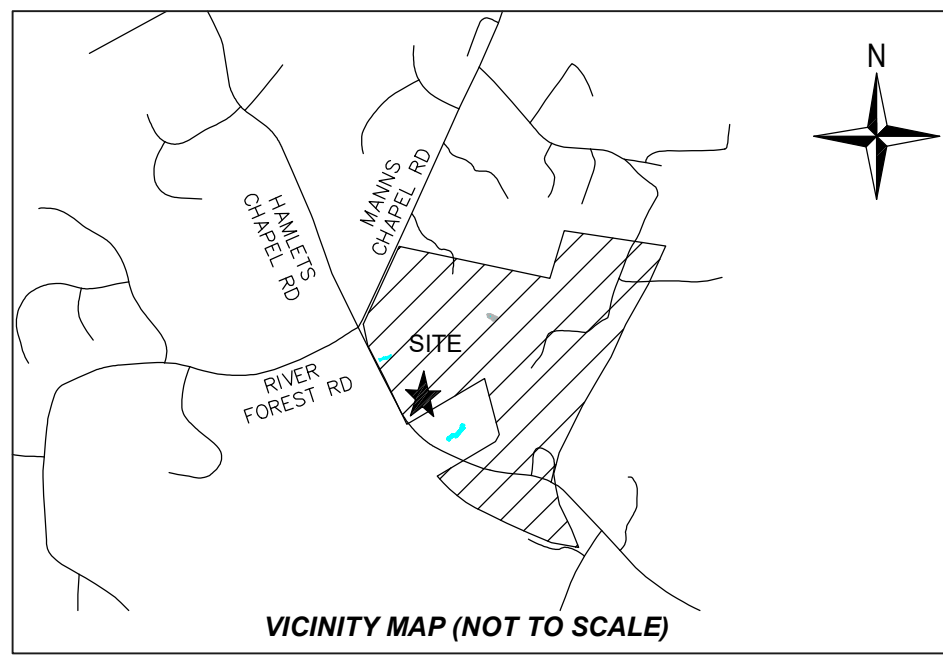 N
HAMLETS
CHAPEL RD
MANNS
CHAPEL RD
SITE
RIVER
FOREST RD
VICINITY MAP (NOT TO SCALE)